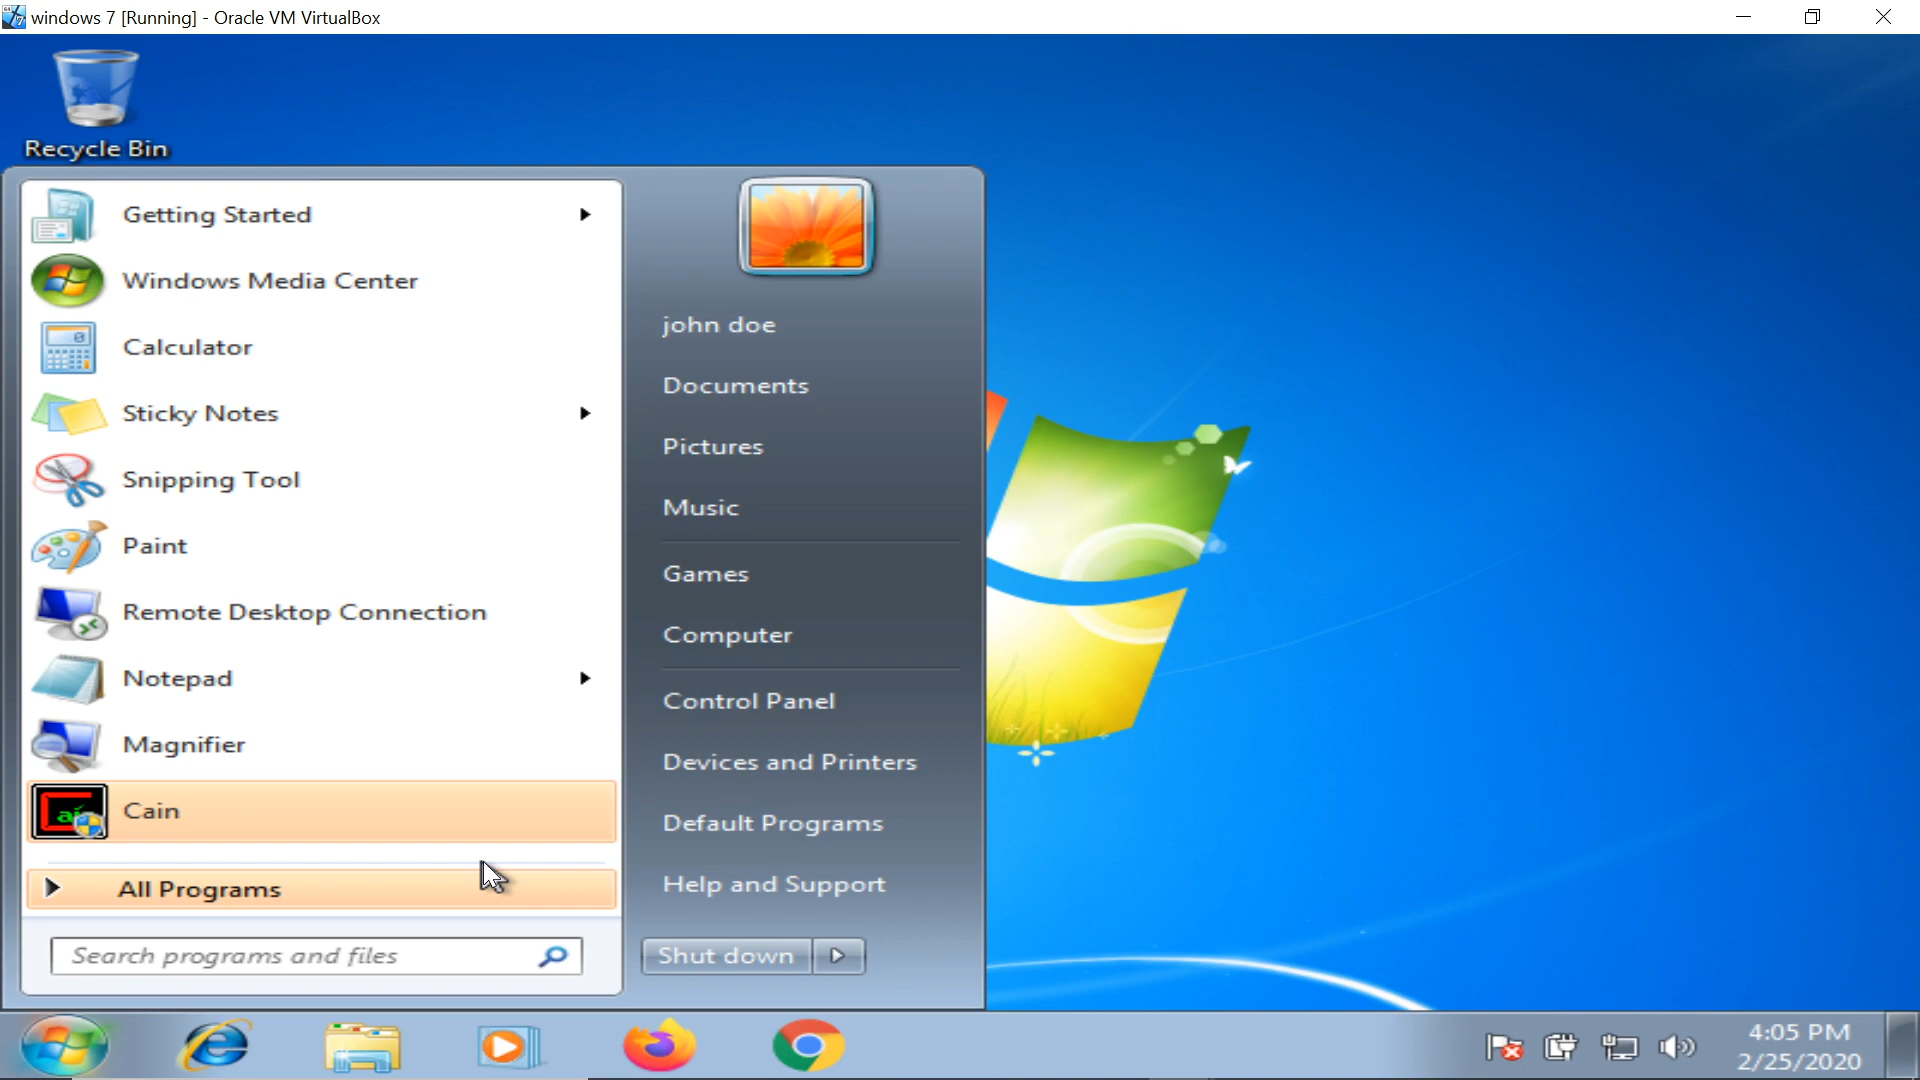 windows 7 [Running] - Oracle VM VirtualBox
Recycle Bin
Getting Started
Windows Media Center
Calculator
Sticky Notes
Snipping Tool
Paint
Remote Desktop Connection
Notepad
Magnifier
Cain
All Programs
Search programs and files
john doe
Documents
Pictures
Music
Games
Computer
Control Panel
Devices and Printers
Default Programs
Help and Support
Shut down
4:05 PM
2/25/2020